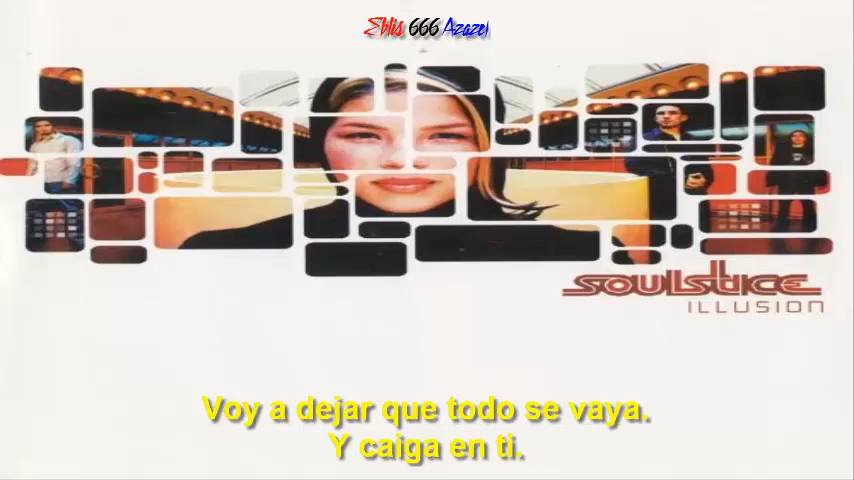 Eblis 666 Azazel
soulstice
ILLUSION
Voy a dejar que todo se vaya.
Y caiga en ti.